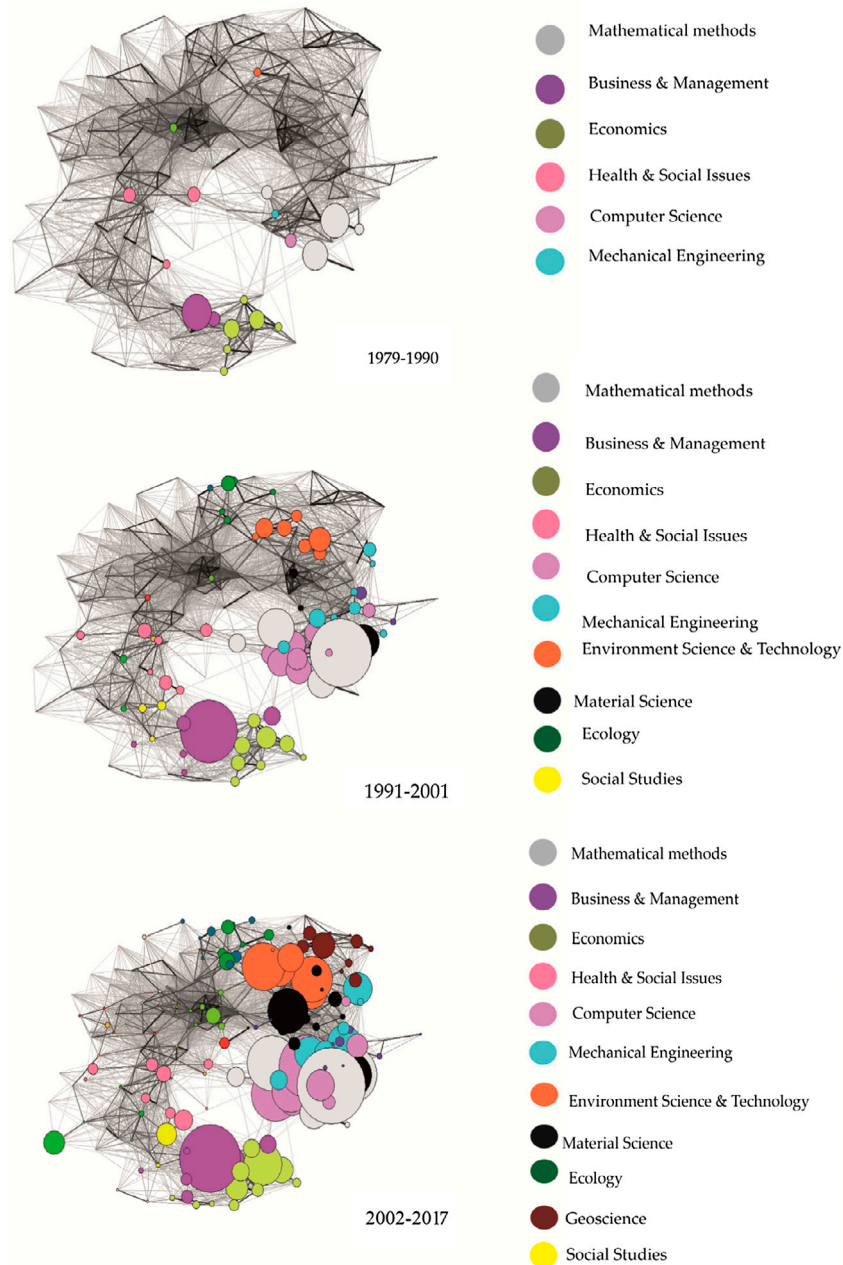 Mathematical methods
Business & Management
Economics
Health & Social Issues
Computer Science
Mechanical Engineering
1979-1990
Mathematical methods
Business & Management
Economics
Health & Social Issues
Computer Science
Mechanical Engineering
Environment Science & Technology
Material Science
Ecology
Social Studies
1991-2001
Mathematical methods
Business & Management
Economics
Health & Social Issues
Computer Science
Mechanical Engineering
Environment Science & Technology
Material Science
Ecology
Geoscience
Social Studies
2002-2017